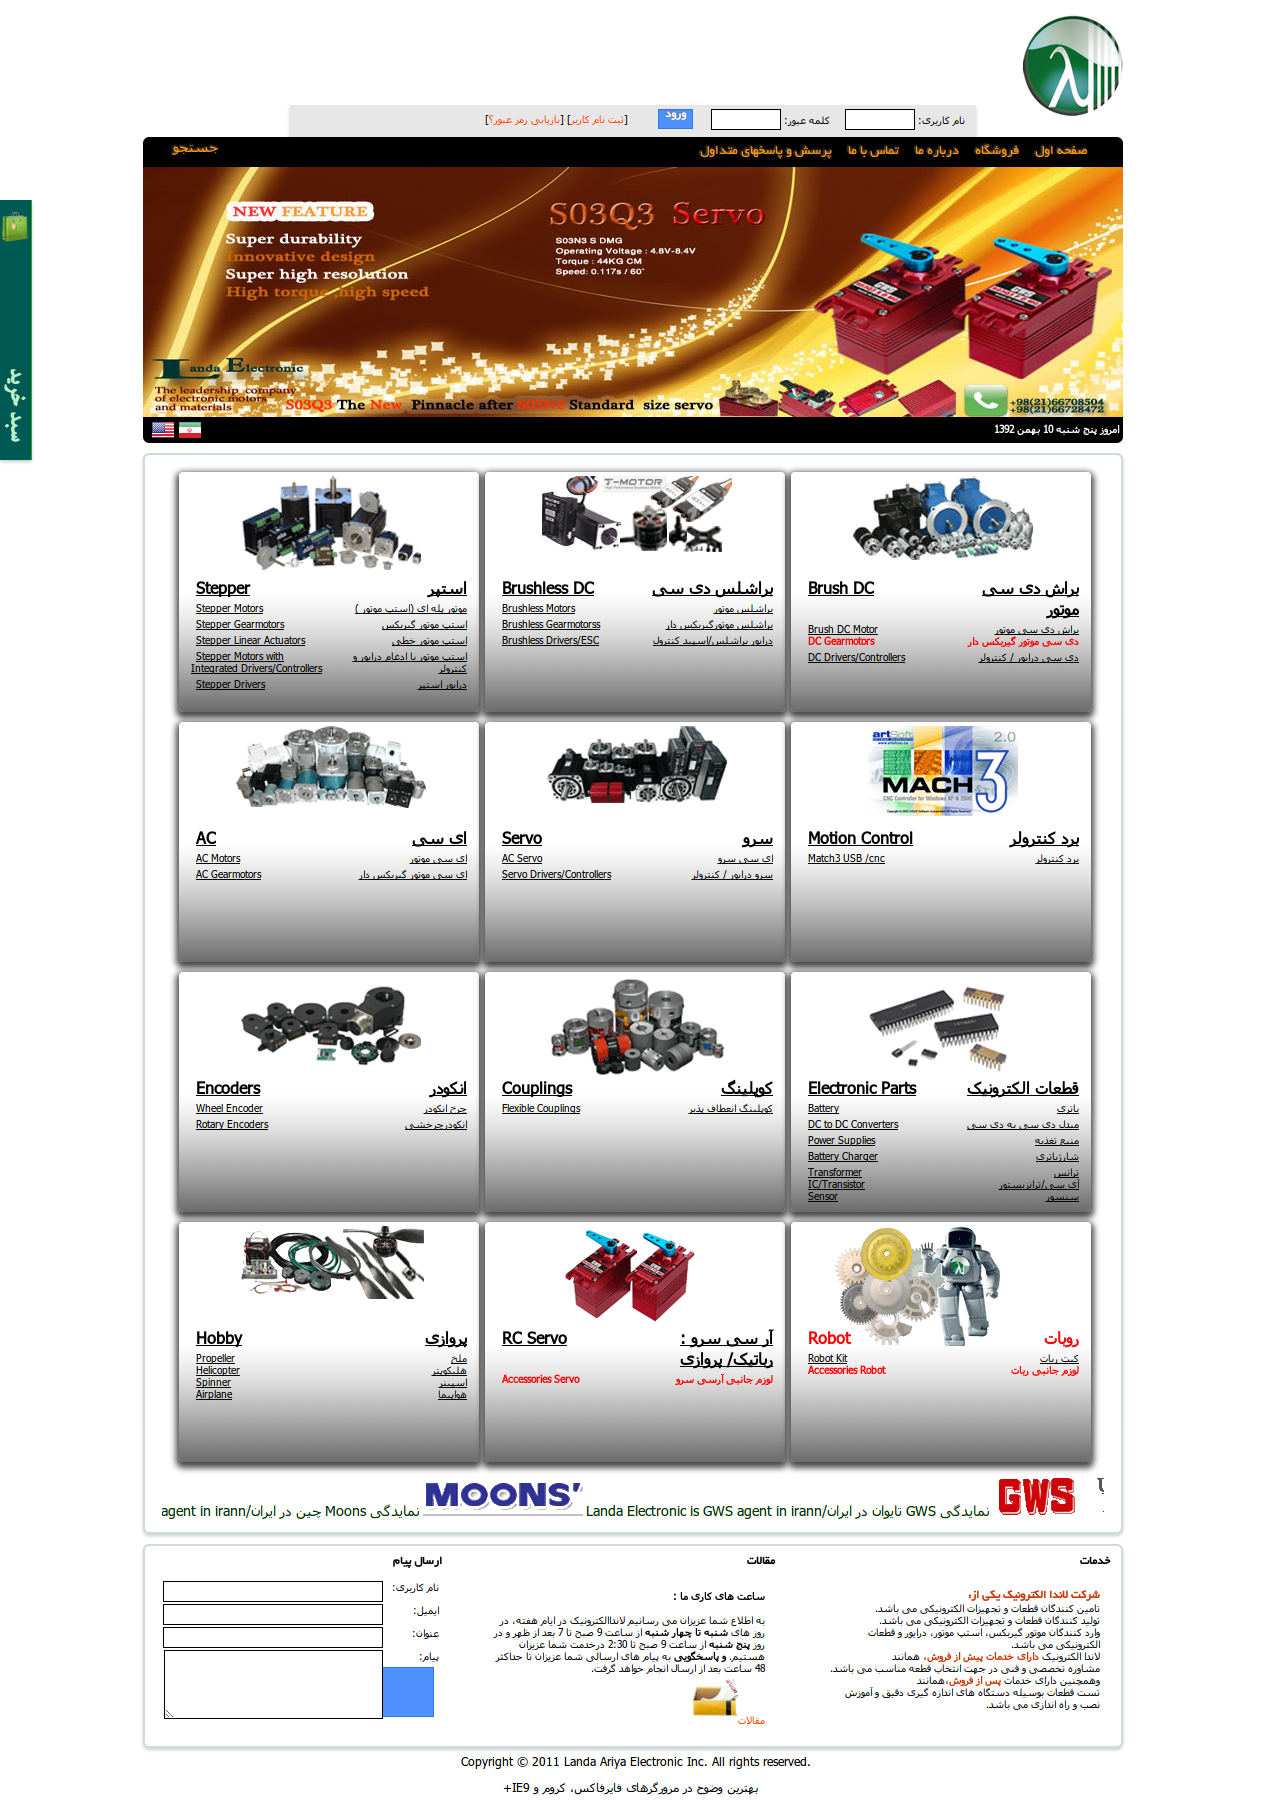 نام کاربری:
کلمه عبور:
ورود
[ثبت نام کاربر] [بازیابی رمز عبور؟]
صفحه اول
فروشگاه
درباره ما
تماس با ما
پرسش و پاسخهای متداول
جستجو
سبد خرید
NEW FEATURE
Super durability
Innovative design
Super high resolution
High torque ,high speed
S03Q3 Servo
S03N3 S DMG
Operating Voltage : 4.8V-8.4V
Torque : 44KG CM
Speed: 0.117s / 60°
Landa Electronic
The leadership company
of electronic motors
and materials
S03Q3 The New Pinnacle after S03N3 Standard size servo
+98(21)66708504
+98(21)66728472
امروز پنج شنبه 10 بهمن 1392
براش دی سی موتور
Brush DC
براش دی سی موتور
Brush DC Motor
دی سی موتور گیربکس دار
DC Gearmotors
دی سی درایور / کنترولر
DC Drivers/Controllers
T-MOTOR
براشلس دی سی
Brushless DC
براشلس موتور
Brushless Motors
براشلس موتورگیربکس دار
Brushless Gearmotorss
درایور براشلس/اسپید کنترول
Brushless Drivers/ESC
استپر
Stepper
موتور پله ای (استپ موتور )
Stepper Motors
استپ موتور گیربکس
Stepper Gearmotors
استپ موتور خطی
Stepper Linear Actuators
استپ موتور با ادغام درایور و کنترولر
Stepper Motors with
Integrated Drivers/Controllers
درایور استپر
Stepper Drivers
artSoft
2.0
MACH3
CNC Controller for Windows XP & 2000
برد کنترولر
Motion Control
برد کنترولر
Match3 USB /cnc
سرو
Servo
ای سی سرو
AC Servo
سرو درایور / کنترولر
Servo Drivers/Controllers
ای سی
AC
ای سی موتور
AC Motors
ای سی موتور گیربکس دار
AC Gearmotors
قطعات الکترونیک
Electronic Parts
باتری
Battery
مبدل دی سی به دی سی
DC to DC Converters
منبع تغذیه
Power Supplies
شارژباتری
Battery Charger
ترانس
Transformer
آی سی/ترانزیستور
IC/Transistor
سنسور
Sensor
کوپلینگ
Couplings
کوپلینگ انعطاف پذیر
Flexible Couplings
انکودر
Encoders
چرخ انکودر
Wheel Encoder
انکودرچرخشی
Rotary Encoders
روبات
Robot
کیت ربات
Robot Kit
لوزم جانبی ربات
Accessories Robot
آر سی سرو : رباتیک/ پروازی
RC Servo
لوزم جانبی آرسی سرو
Accessories Servo
پروازی
Hobby
ملخ
Propeller
هلیکوپتر
Helicopter
اسپینر
Spinner
هواپیما
Airplane
GWS
نمایندگی GWS تایوان در ایران/Landa Electronic is GWS agent in irann
MOONS'
نمایندگی Moons چین در ایران/agent in irann
خدمات
شرکت لاندا الکترونیک یکی از:
تامین کنندگان قطعات و تجهیزات الکترونیکی می باشد.
تولید کنندگان قطعات و تجهیزات الکترونیکی می باشد.
وارد کنندگان موتور گیربکس، استپ موتور، درایور و قطعات
الکترونیکی می باشد.
لاندا الکترونیک دارای خدمات پیش از فروش، همانند
مشاوره تخصصی و فنی در جهت انتخاب قطعه مناسب می باشد.
وهمچنین دارای خدمات پس از فروش،همانند
تست قطعات بوسیله دستگاه های اندازه گیری دقیق و آموزش
نصب و راه اندازی می باشد.
مقالات
ساعت های کاری ما :
به اطلاع شما عزیزان می رسانیم لانداالکترونیک در ایام هفته، در
روز های شنبه تا چهار شنبه از ساعت 9 صبح تا 7 بعد از ظهر و در
روز پنج شنبه از ساعت 9 صبح تا 2:30 درخدمت شما عزیزان
هستیم. و پاسخگویی به پیام های ارسالی شما عزیزان تا حداکثر
48 ساعت بعد از ارسال انجام خواهد گرفت.
مقالات
ارسال پیام
نام کاربری:
ایمیل:
عنوان:
پیام:
Copyright © 2011 Landa Ariya Electronic Inc. All rights reserved.
بهترین وضوح در مرورگرهای فایرفاکس، کروم و IE9+